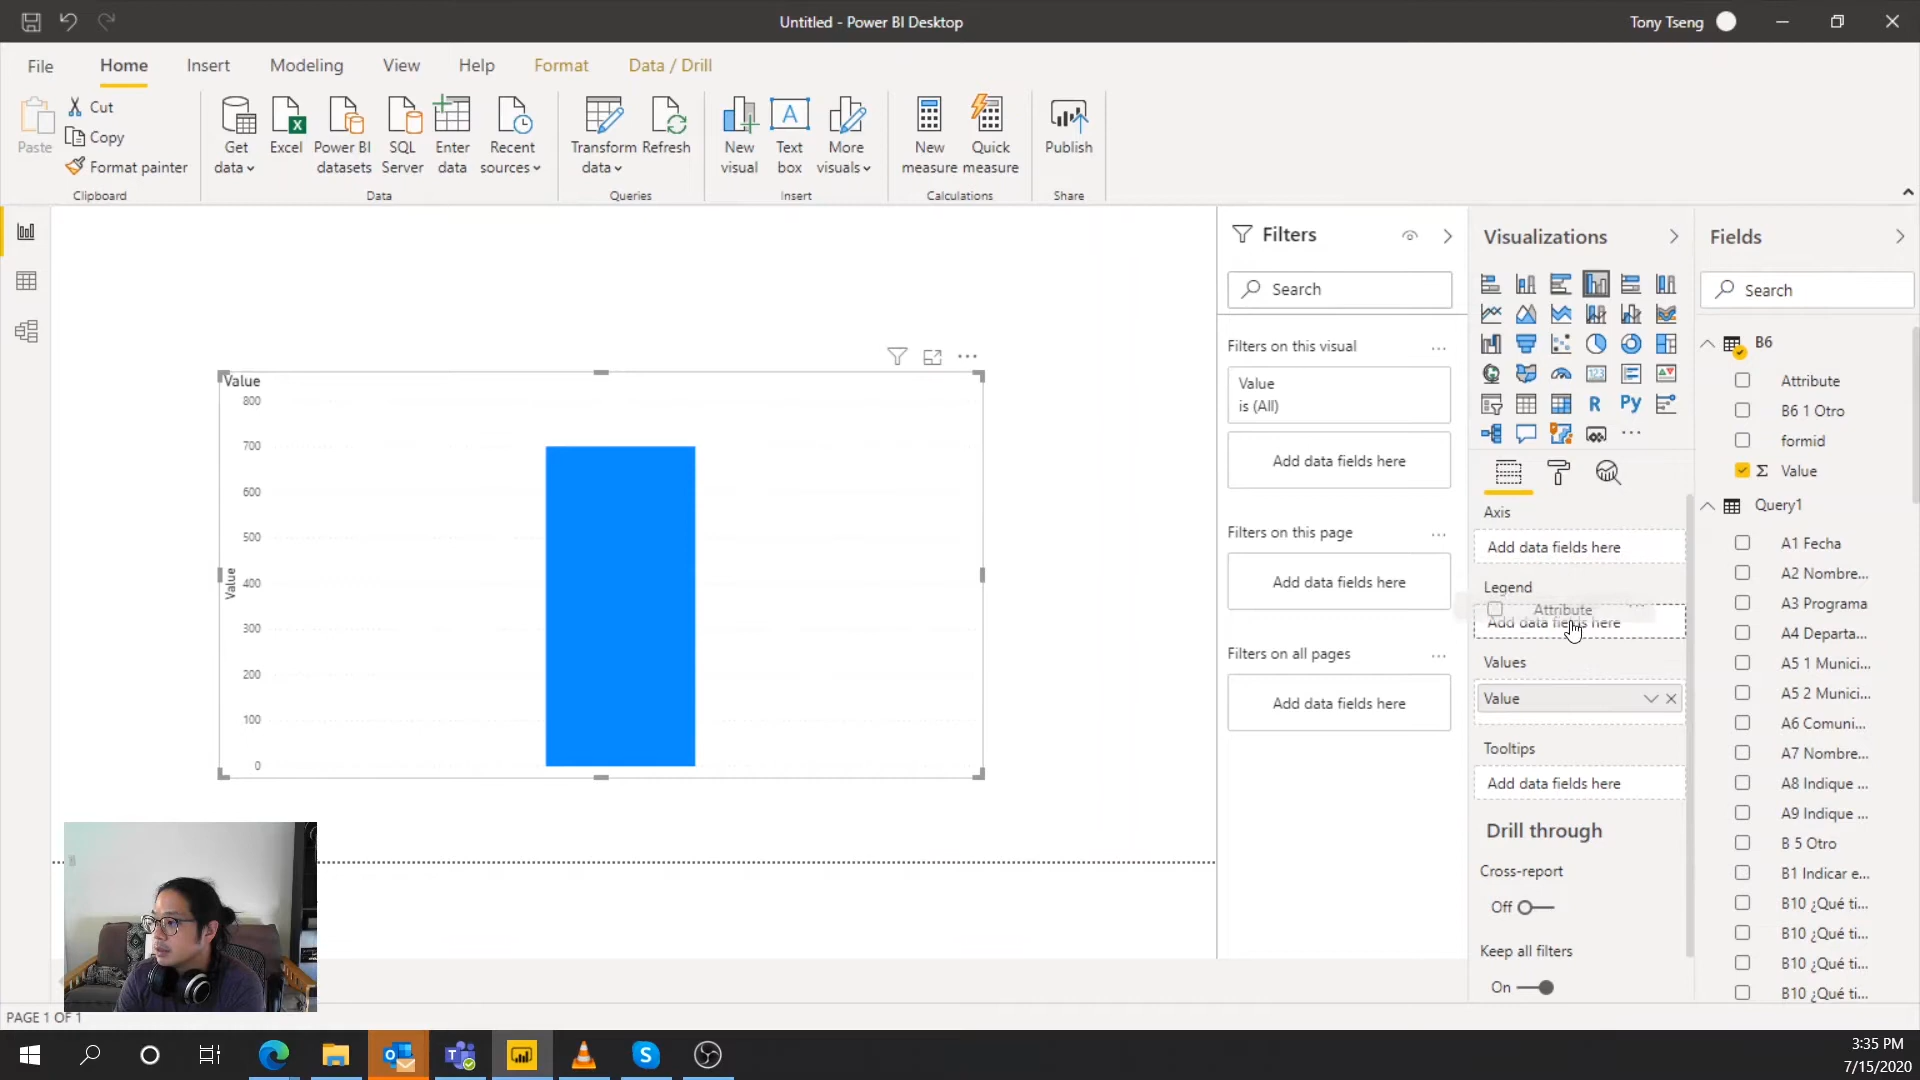 Untitled - Power BI Desktop
Tony Tseng
File
Home
Insert
Modeling
View
Help
Format
Data / Drill
Paste
Cut
Copy
Format painter
Clipboard
Get data
Excel
Power BI datasets
SQL Server
Enter data
Recent sources
Data
Transform data
Refresh
Queries
New visual
Text box
More visuals
Insert
New measure
Quick measure
Calculations
Publish
Share
Value
800
700
600
500
400
300
200
100
0
Value
Filters
Search
Filters on this visual
Value
is (All)
Add data fields here
Filters on this page
Add data fields here
Filters on all pages
Add data fields here
Visualizations
R
Py
123
Axis
Add data fields here
Legend
Attribute
Add data fields here
Values
Value
Tooltips
Add data fields here
Drill through
Cross-report
Off
Keep all filters
On
Fields
Search
B6
Attribute
B6 1 Otro
formid
Σ Value
Query1
A1 Fecha
A2 Nombre...
A3 Programa
A4 Departa...
A5 1 Munici...
A5 2 Munici...
A6 Comuni...
A7 Nombre...
A8 Indique ...
A9 Indique ...
B 5 Otro
B1 Indicar e...
B10 ¿Qué ti...
B10 ¿Qué ti...
B10 ¿Qué ti...
B10 ¿Qué ti...
PAGE 1 OF 1
3:35 PM
7/15/2020